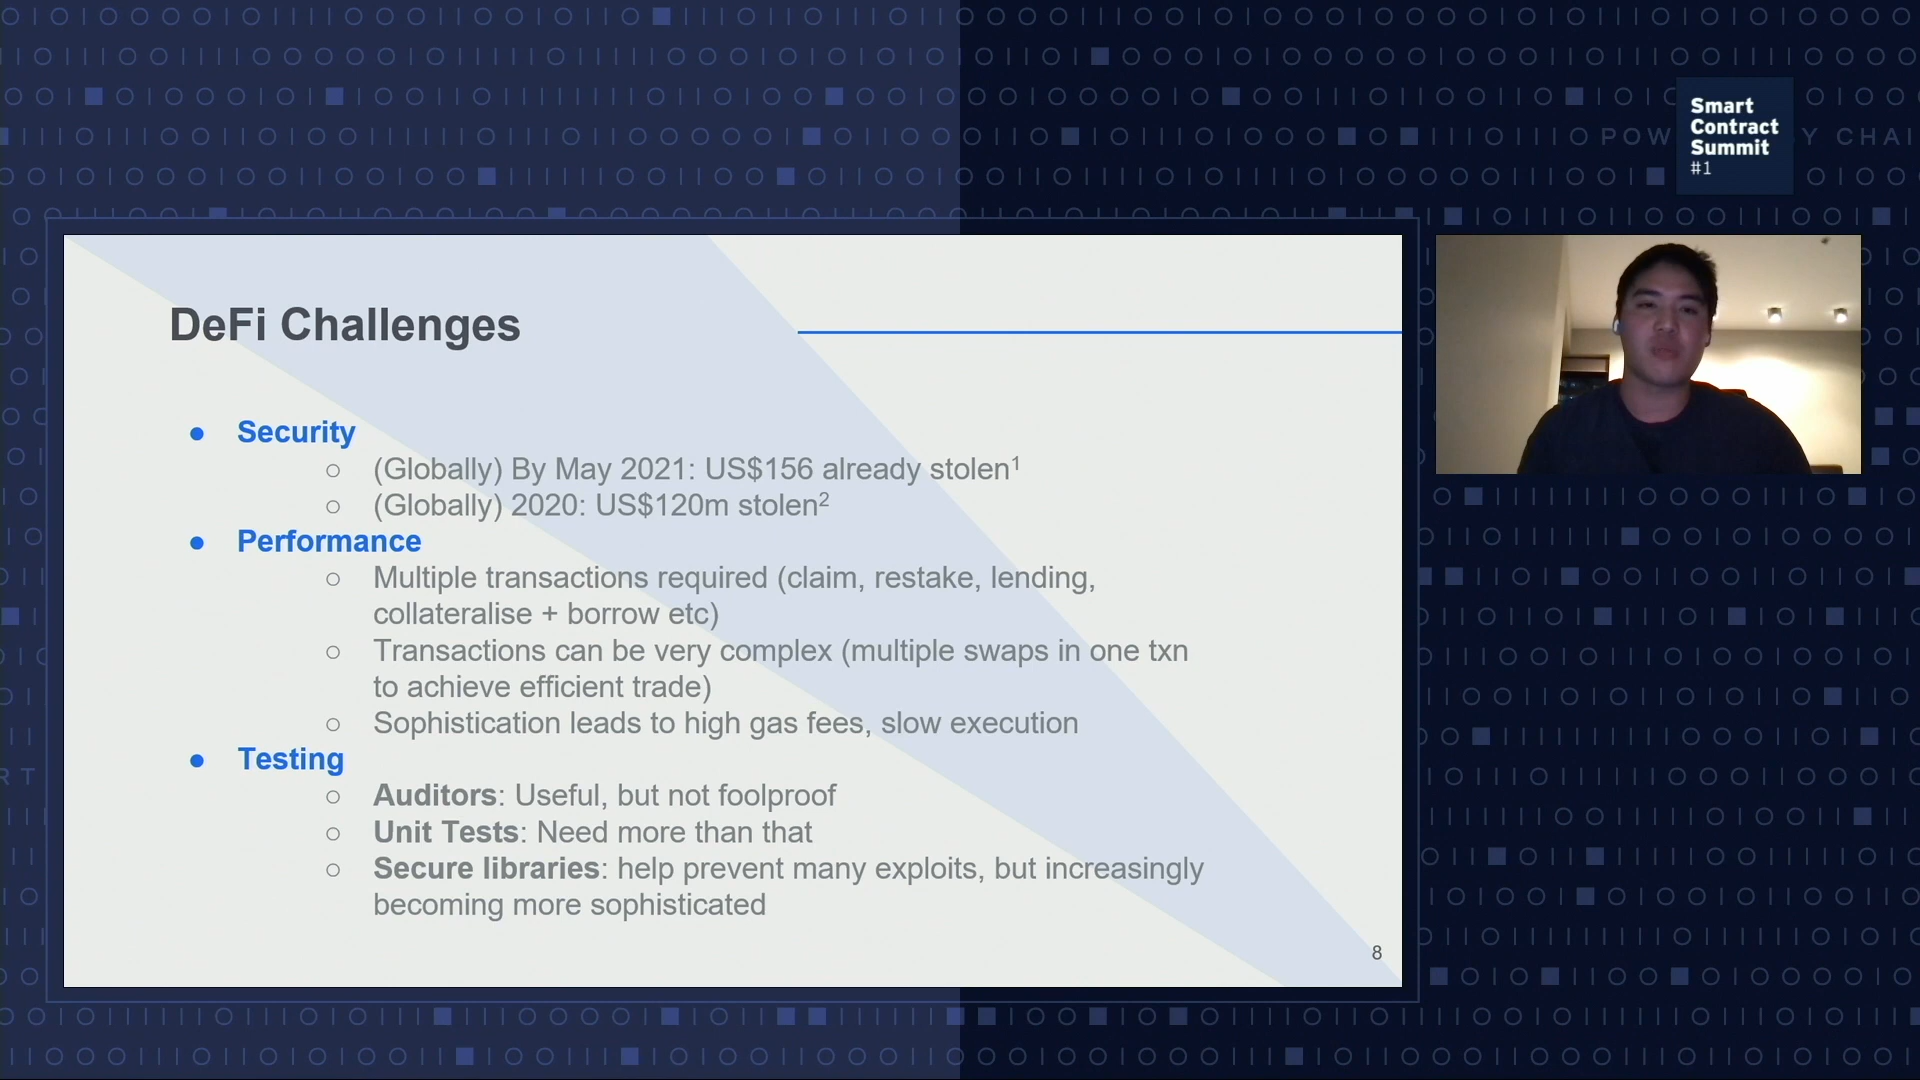 Smart
Contract
Summit
#1
POW
Y CHAI
DeFi Challenges
● Security
○ (Globally) By May 2021: US$156 already stolen¹
○ (Globally) 2020: US$120m stolen²
● Performance
○ Multiple transactions required (claim, restake, lending,
collateralise + borrow etc)
○ Transactions can be very complex (multiple swaps in one txn
to achieve efficient trade)
○ Sophistication leads to high gas fees, slow execution
● Testing
○ Auditors: Useful, but not foolproof
○ Unit Tests: Need more than that
○ Secure libraries: help prevent many exploits, but increasingly
becoming more sophisticated
8